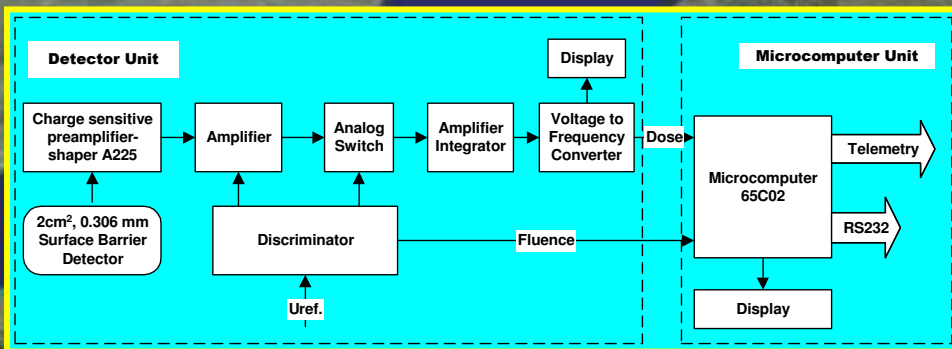 Detector Unit
Display
Microcomputer Unit
Charge sensitive
preamplifier-
shaper A225
Amplifier
Analog
Switch
Amplifier
Integrator
Voltage to
Frequency
Converter
Dose
Microcomputer
65C02
Telemetry
RS232
2cm², 0.306 mm
Surface Barrier
Detector
Discriminator
Fluence
Uref.
Display